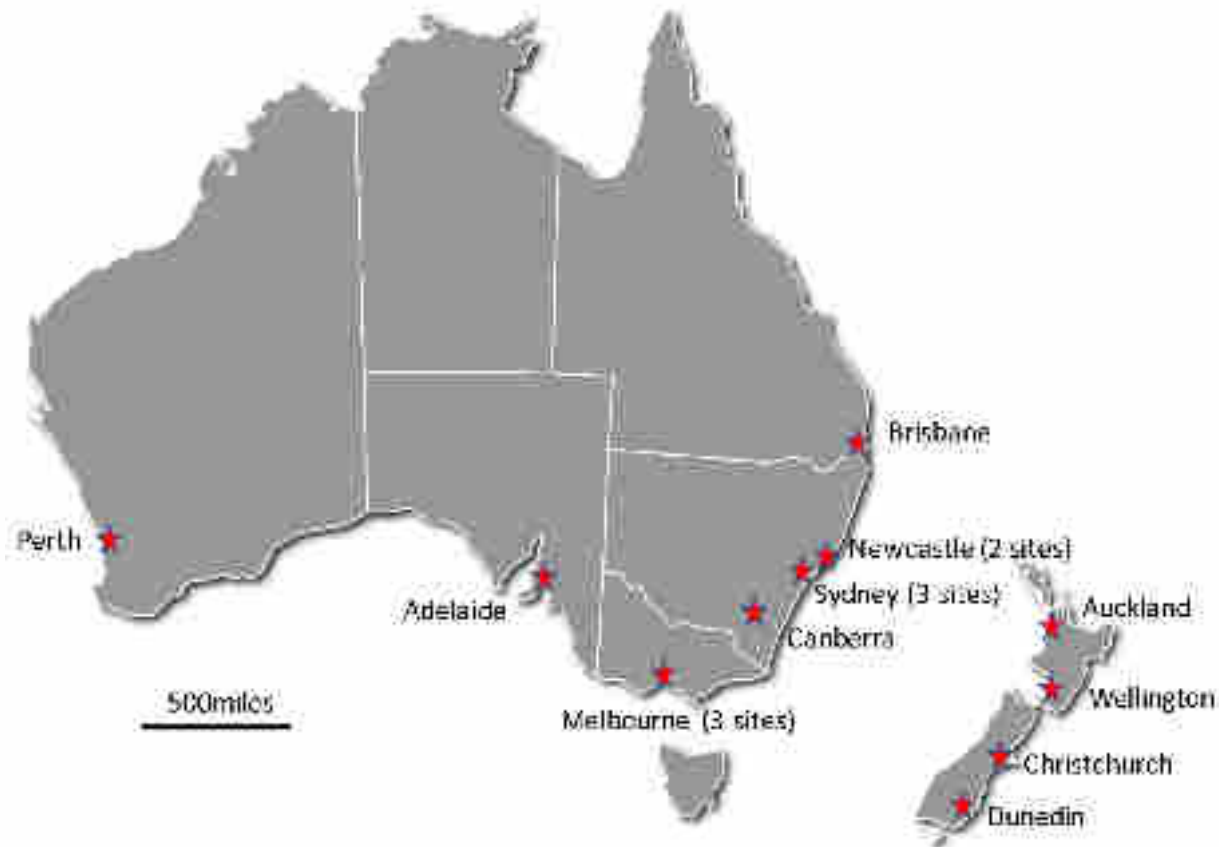 Brisbane
Perth
Newcastle (2 sites)
Adelaide
Sydney (3 sites)
Auckland
Canberra
500miles
Wellington
Melbourne (3 sites)
Christchurch
Dunedin